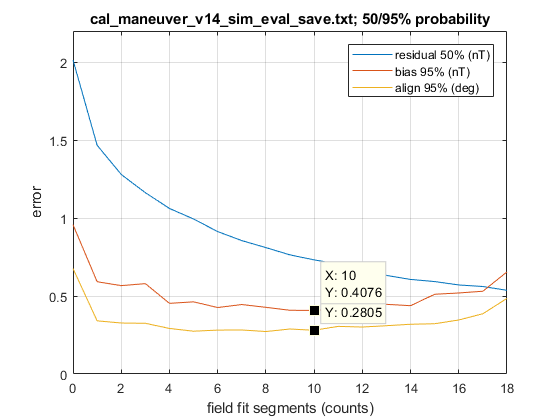 cal_maneuver_v14_sim_eval_save.txt; 50/95% probability
residual 50% (nT)
bias 95% (nT)
align 95% (deg)
error
2
1.5
1
0.5
0
X: 10
Y: 0.4076
Y: 0.2805
0 2 4 6 8 10 12 14 16 18
field fit segments (counts)